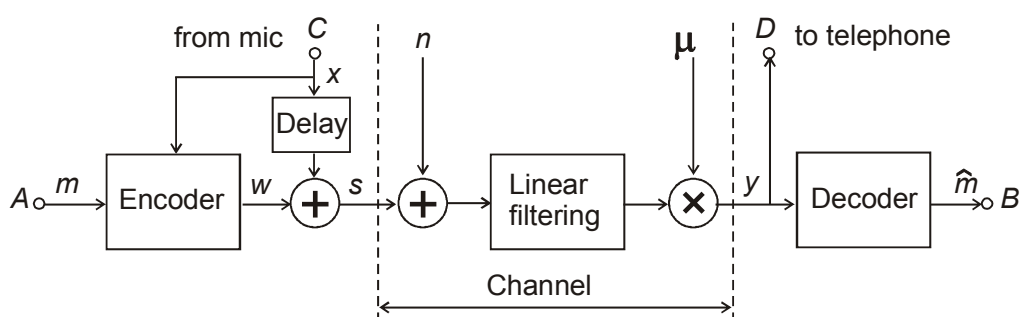 from mic C n μ D to telephone
x
Delay
A m Encoder w + s + Linear filtering × y Decoder m̂ B
Channel